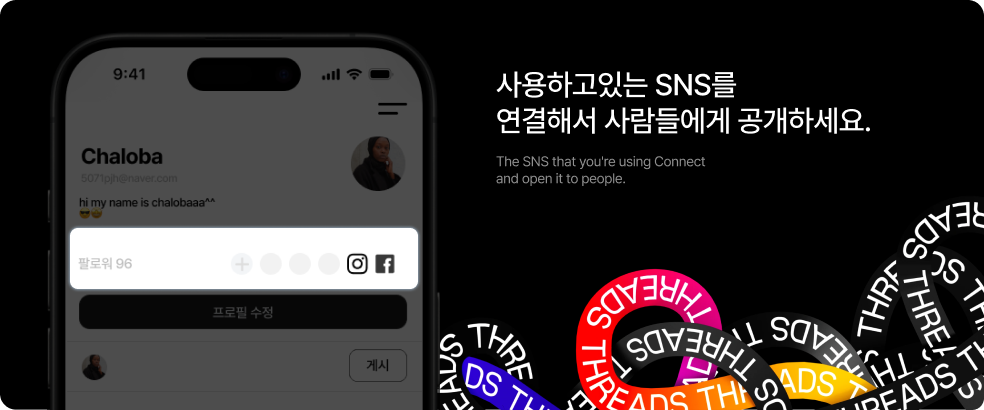 9:41
Chaloba
5071pjh@naver.com
hi my name is chalobaaa^^
팔로워 96
프로필 수정
게시
사용하고있는 SNS를
연결해서 사람들에게 공개하세요.
The SNS that you're using Connect
and open it to people.
THREADS THREADS
THREADS THREADS
THREADS THREADS